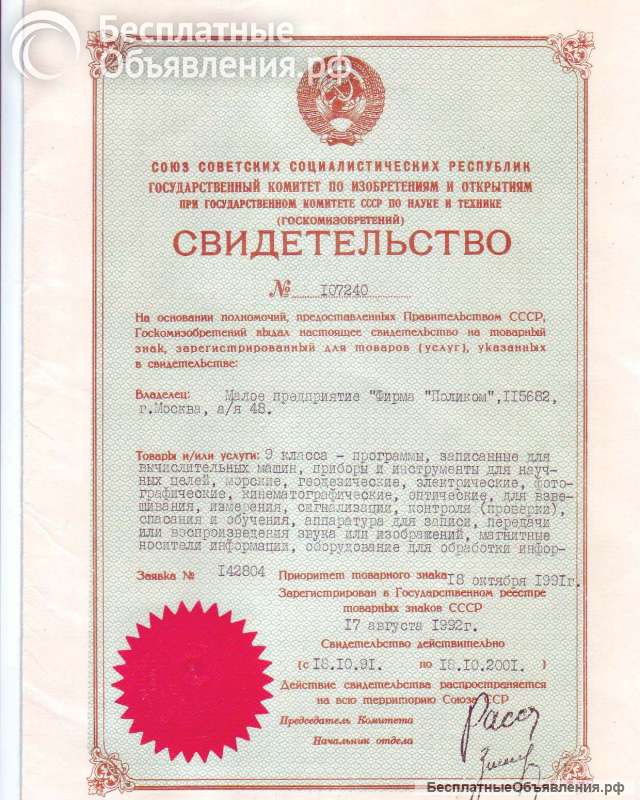 Бесплатные
Объявления.рф
СОЮЗ СОВЕТСКИХ СОЦИАЛИСТИЧЕСКИХ РЕСПУБЛИК
ГОСУДАРСТВЕННЫЙ КОМИТЕТ ПО ИЗОБРЕТЕНИЯМ И ОТКРЫТИЯМ
ПРИ ГОСУДАРСТВЕННОМ КОМИТЕТЕ СССР ПО НАУКЕ И ТЕХНИКЕ
(ГОСКОМИЗОБРЕТЕНИЙ)
СВИДЕТЕЛЬСТВО
№ 107240
На основании полномочий, предоставленных Правительством СССР,
Госкомизобретений выдал настоящее свидетельство на товарный
знак, зарегистрированный для товаров (услуг), указанных
в свидетельстве:
Владелец: Малое предприятие "Фирма "Поликом", 115682,
г.Москва, а/я 48.
Товары и/или услуги: 9 класса - программы, записанные для
вычислительных машин, приборы и инструменты для науч-
ных целей, морские, геодезические, электрические, фото-
графические, кинематографические, оптические, для взве-
шивания, измерения, сигнализации, контроля (проверки),
спасания и обучения, аппаратура для записи, передачи
или воспроизведения звука или изображений, магнитные
носители информации, оборудование для обработки инфор-
Заявка № 142804 Приоритет товарного знака 18 октября 1991г.
Зарегистрирован в Государственном реестре
товарных знаков СССР
17 августа 1992г.
Свидетельство действительно
(с 18.10.91. по 18.10.2001. )
Действие свидетельства распространяется
на всю территорию Союза ССР
Председатель Комитета
Начальник отдела
БесплатныеОбъявления.рф